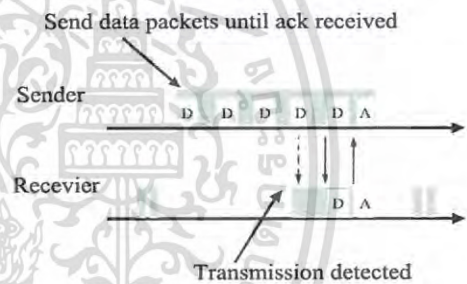 Send data packets until ack received
Sender
D D D D D A
Recevier
D A
Transmission detected